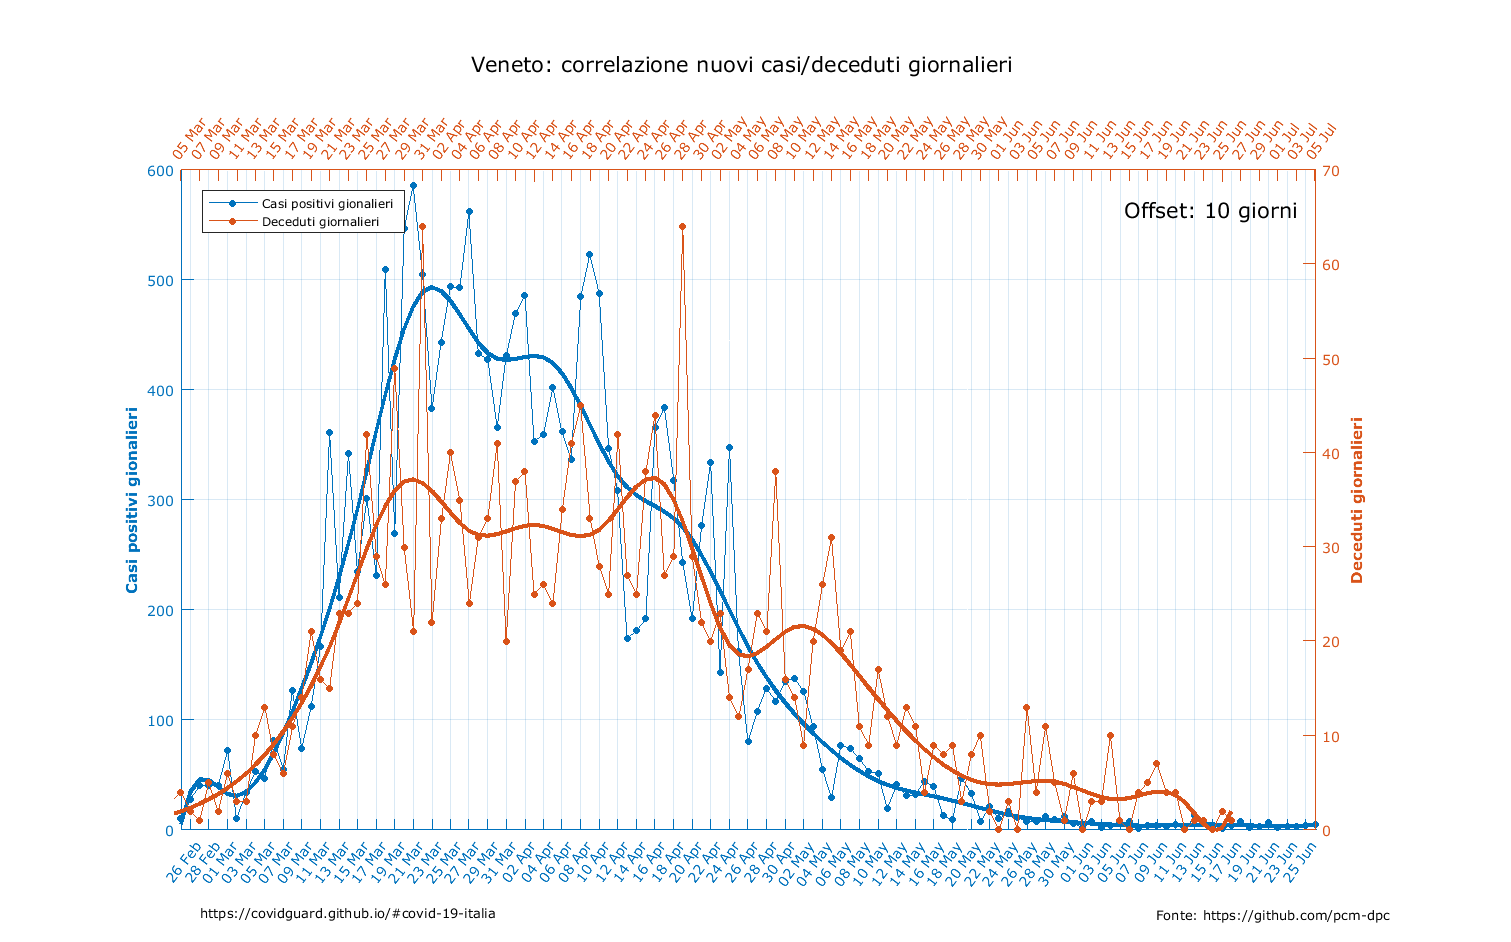 Veneto: correlazione nuovi casi/deceduti giornalieri
05 Mar
07 Mar
09 Mar
11 Mar
13 Mar
15 Mar
17 Mar
19 Mar
21 Mar
23 Mar
25 Mar
27 Mar
29 Mar
31 Mar
02 Apr
04 Apr
06 Apr
08 Apr
10 Apr
12 Apr
14 Apr
16 Apr
18 Apr
20 Apr
22 Apr
24 Apr
26 Apr
28 Apr
30 Apr
02 May
04 May
06 May
08 May
10 May
12 May
14 May
16 May
18 May
20 May
22 May
24 May
26 May
28 May
30 May
01 Jun
03 Jun
05 Jun
07 Jun
09 Jun
11 Jun
13 Jun
15 Jun
17 Jun
19 Jun
21 Jun
23 Jun
25 Jun
27 Jun
29 Jun
01 Jul
03 Jul
05 Jul
Casi positivi gionalieri
Deceduti giornalieri
Offset: 10 giorni
600
500
400
300
200
100
0
Casi positivi gionalieri
70
60
50
40
30
20
10
0
Deceduti giornalieri
26 Feb
28 Feb
01 Mar
03 Mar
05 Mar
07 Mar
09 Mar
11 Mar
13 Mar
15 Mar
17 Mar
19 Mar
21 Mar
23 Mar
25 Mar
27 Mar
29 Mar
31 Mar
02 Apr
04 Apr
06 Apr
08 Apr
10 Apr
12 Apr
14 Apr
16 Apr
18 Apr
20 Apr
22 Apr
24 Apr
26 Apr
28 Apr
30 Apr
02 May
04 May
06 May
08 May
10 May
12 May
14 May
16 May
18 May
20 May
22 May
24 May
26 May
28 May
30 May
01 Jun
03 Jun
05 Jun
07 Jun
09 Jun
11 Jun
13 Jun
15 Jun
17 Jun
19 Jun
21 Jun
23 Jun
25 Jun
https://covidguard.github.io/#covid-19-italia
Fonte: https://github.com/pcm-dpc